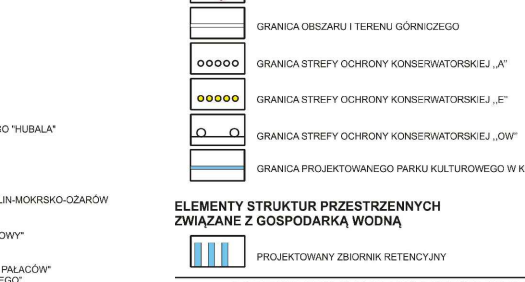 GRANICA OBSZARU I TERENU GÓRNICZEGO
GRANICA STREFY OCHRONY KONSERWATORSKIEJ ,,A"
GRANICA STREFY OCHRONY KONSERWATORSKIEJ ,,E"
"HUBALA"
GRANICA STREFY OCHRONY KONSERWATORSKIEJ ,,OW"
GRANICA PROJEKTOWANEGO PARKU KULTUROWEGO W K
LIN-MOKRSKO-OŻARÓW
ELEMENTY STRUKTUR PRZESTRZENNYCH
ZWIĄZANE Z GOSPODARKĄ WODNĄ
OWY"
PROJEKTOWANY ZBIORNIK RETENCYJNY
PAŁACÓW"
EGO"